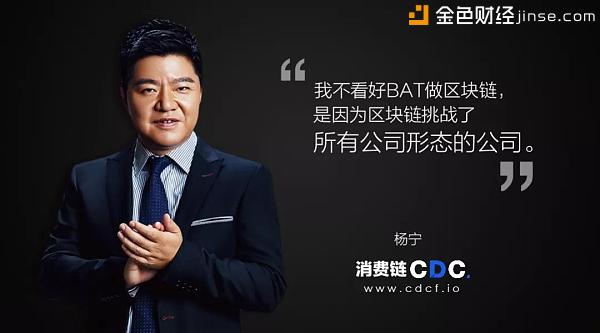 金色财经jinse.com
“
我不看好BAT做区块链，
是因为区块链挑战了
所有公司形态的公司。
”
杨宁
消费链CDC.
www.cdcf.io